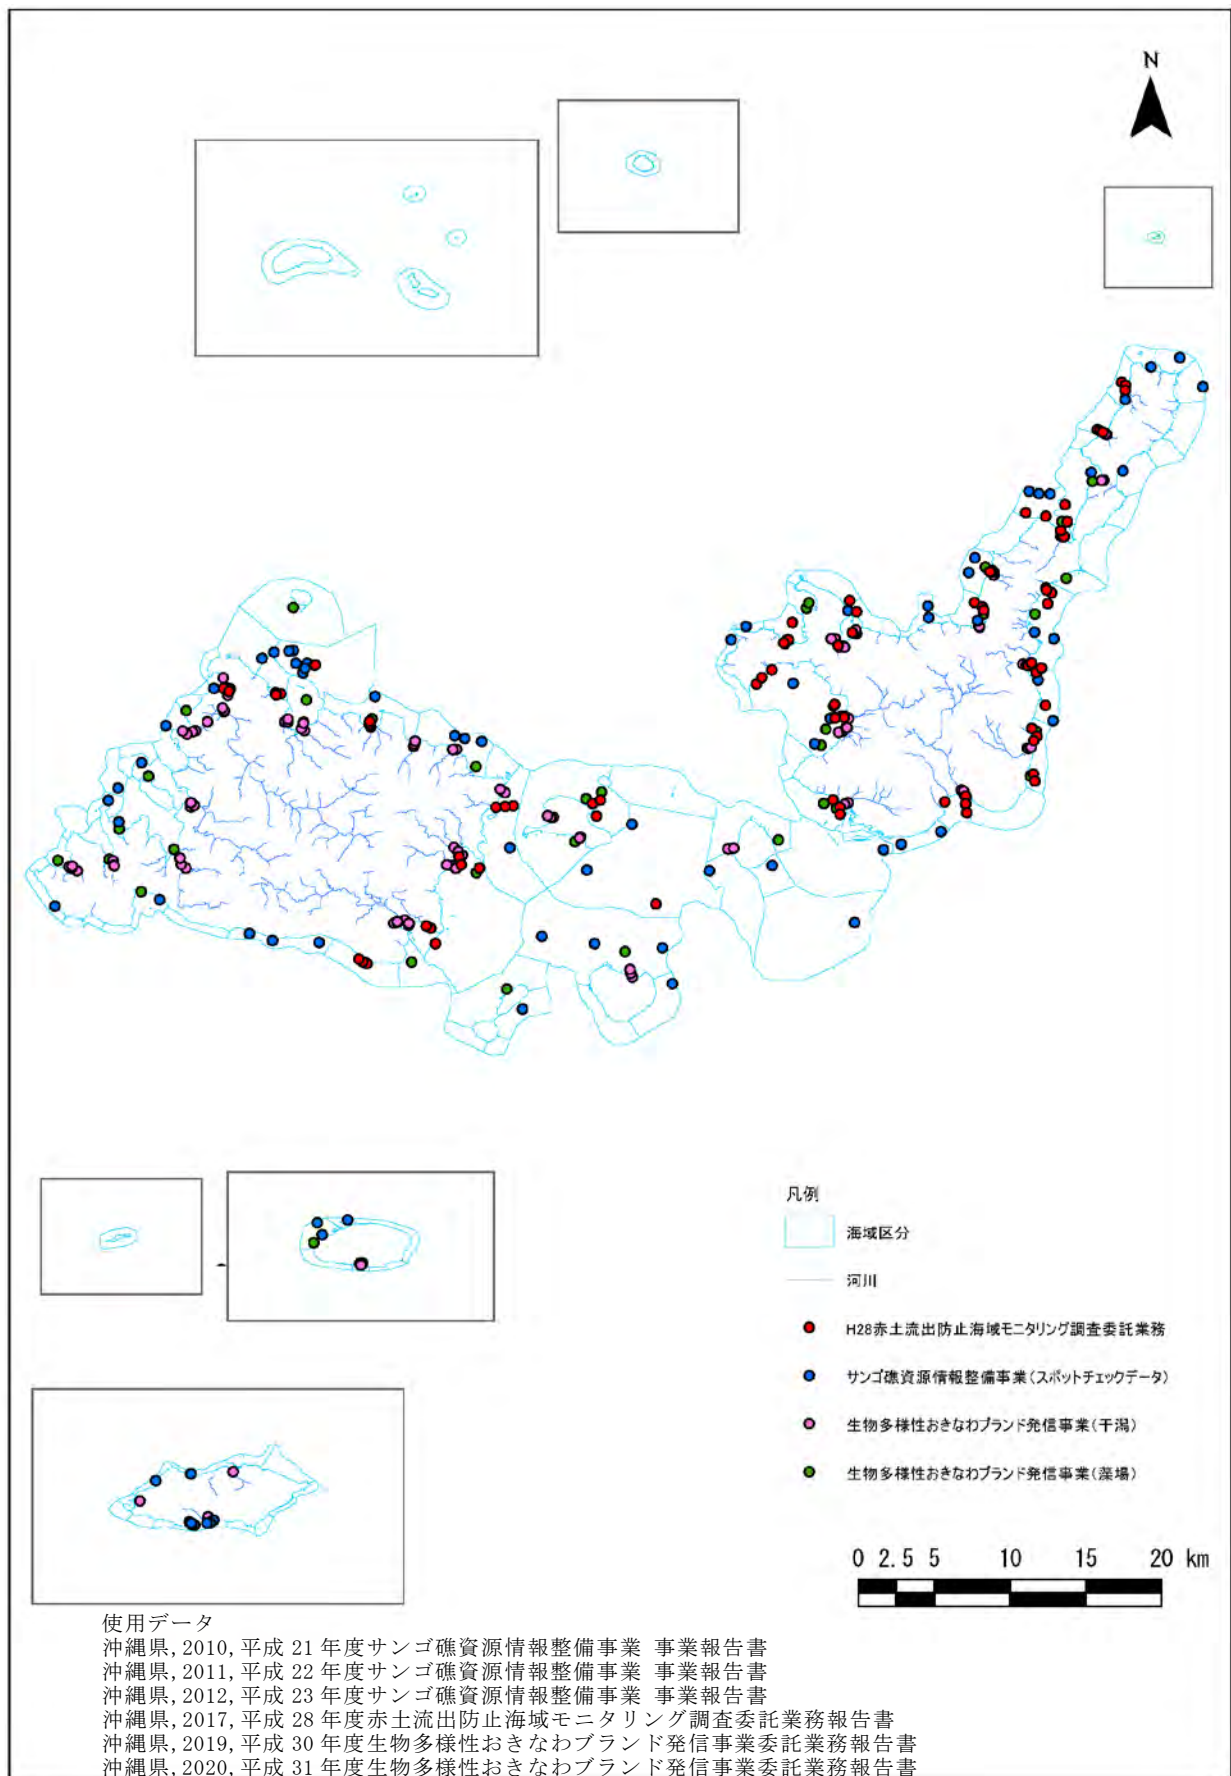 N
凡例
海域区分
河川
H28赤土流出防止海域モニタリング調査委託業務
サンゴ礁資源情報整備事業(スポットチェックデータ)
生物多様性おきなわブランド発信事業(干潟)
生物多様性おきなわブランド発信事業(藻場)
0 2.5 5 10 15 20 km
使用データ
沖縄県,2010,平成 21 年度サンゴ礁資源情報整備事業 事業報告書
沖縄県,2011,平成 22 年度サンゴ礁資源情報整備事業 事業報告書
沖縄県,2012,平成 23 年度サンゴ礁資源情報整備事業 事業報告書
沖縄県,2017,平成 28 年度赤土流出防止海域モニタリング調査委託業務報告書
沖縄県,2019,平成 30 年度生物多様性おきなわブランド発信事業委託業務報告書
沖縄県,2020,平成 31 年度生物多様性おきなわブランド発信事業委託業務報告書